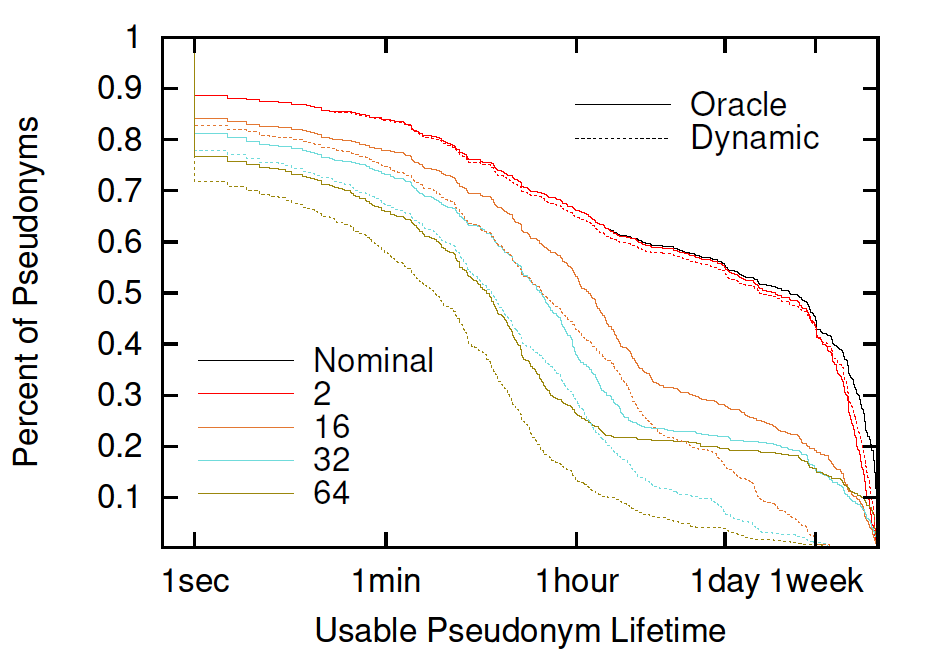 1
0.9
0.8
0.7
0.6
0.5
0.4
0.3
0.2
0.1
Percent of Pseudonyms
Oracle
Dynamic
Nominal
2
16
32
64
1sec 1min 1hour 1day 1week
Usable Pseudonym Lifetime